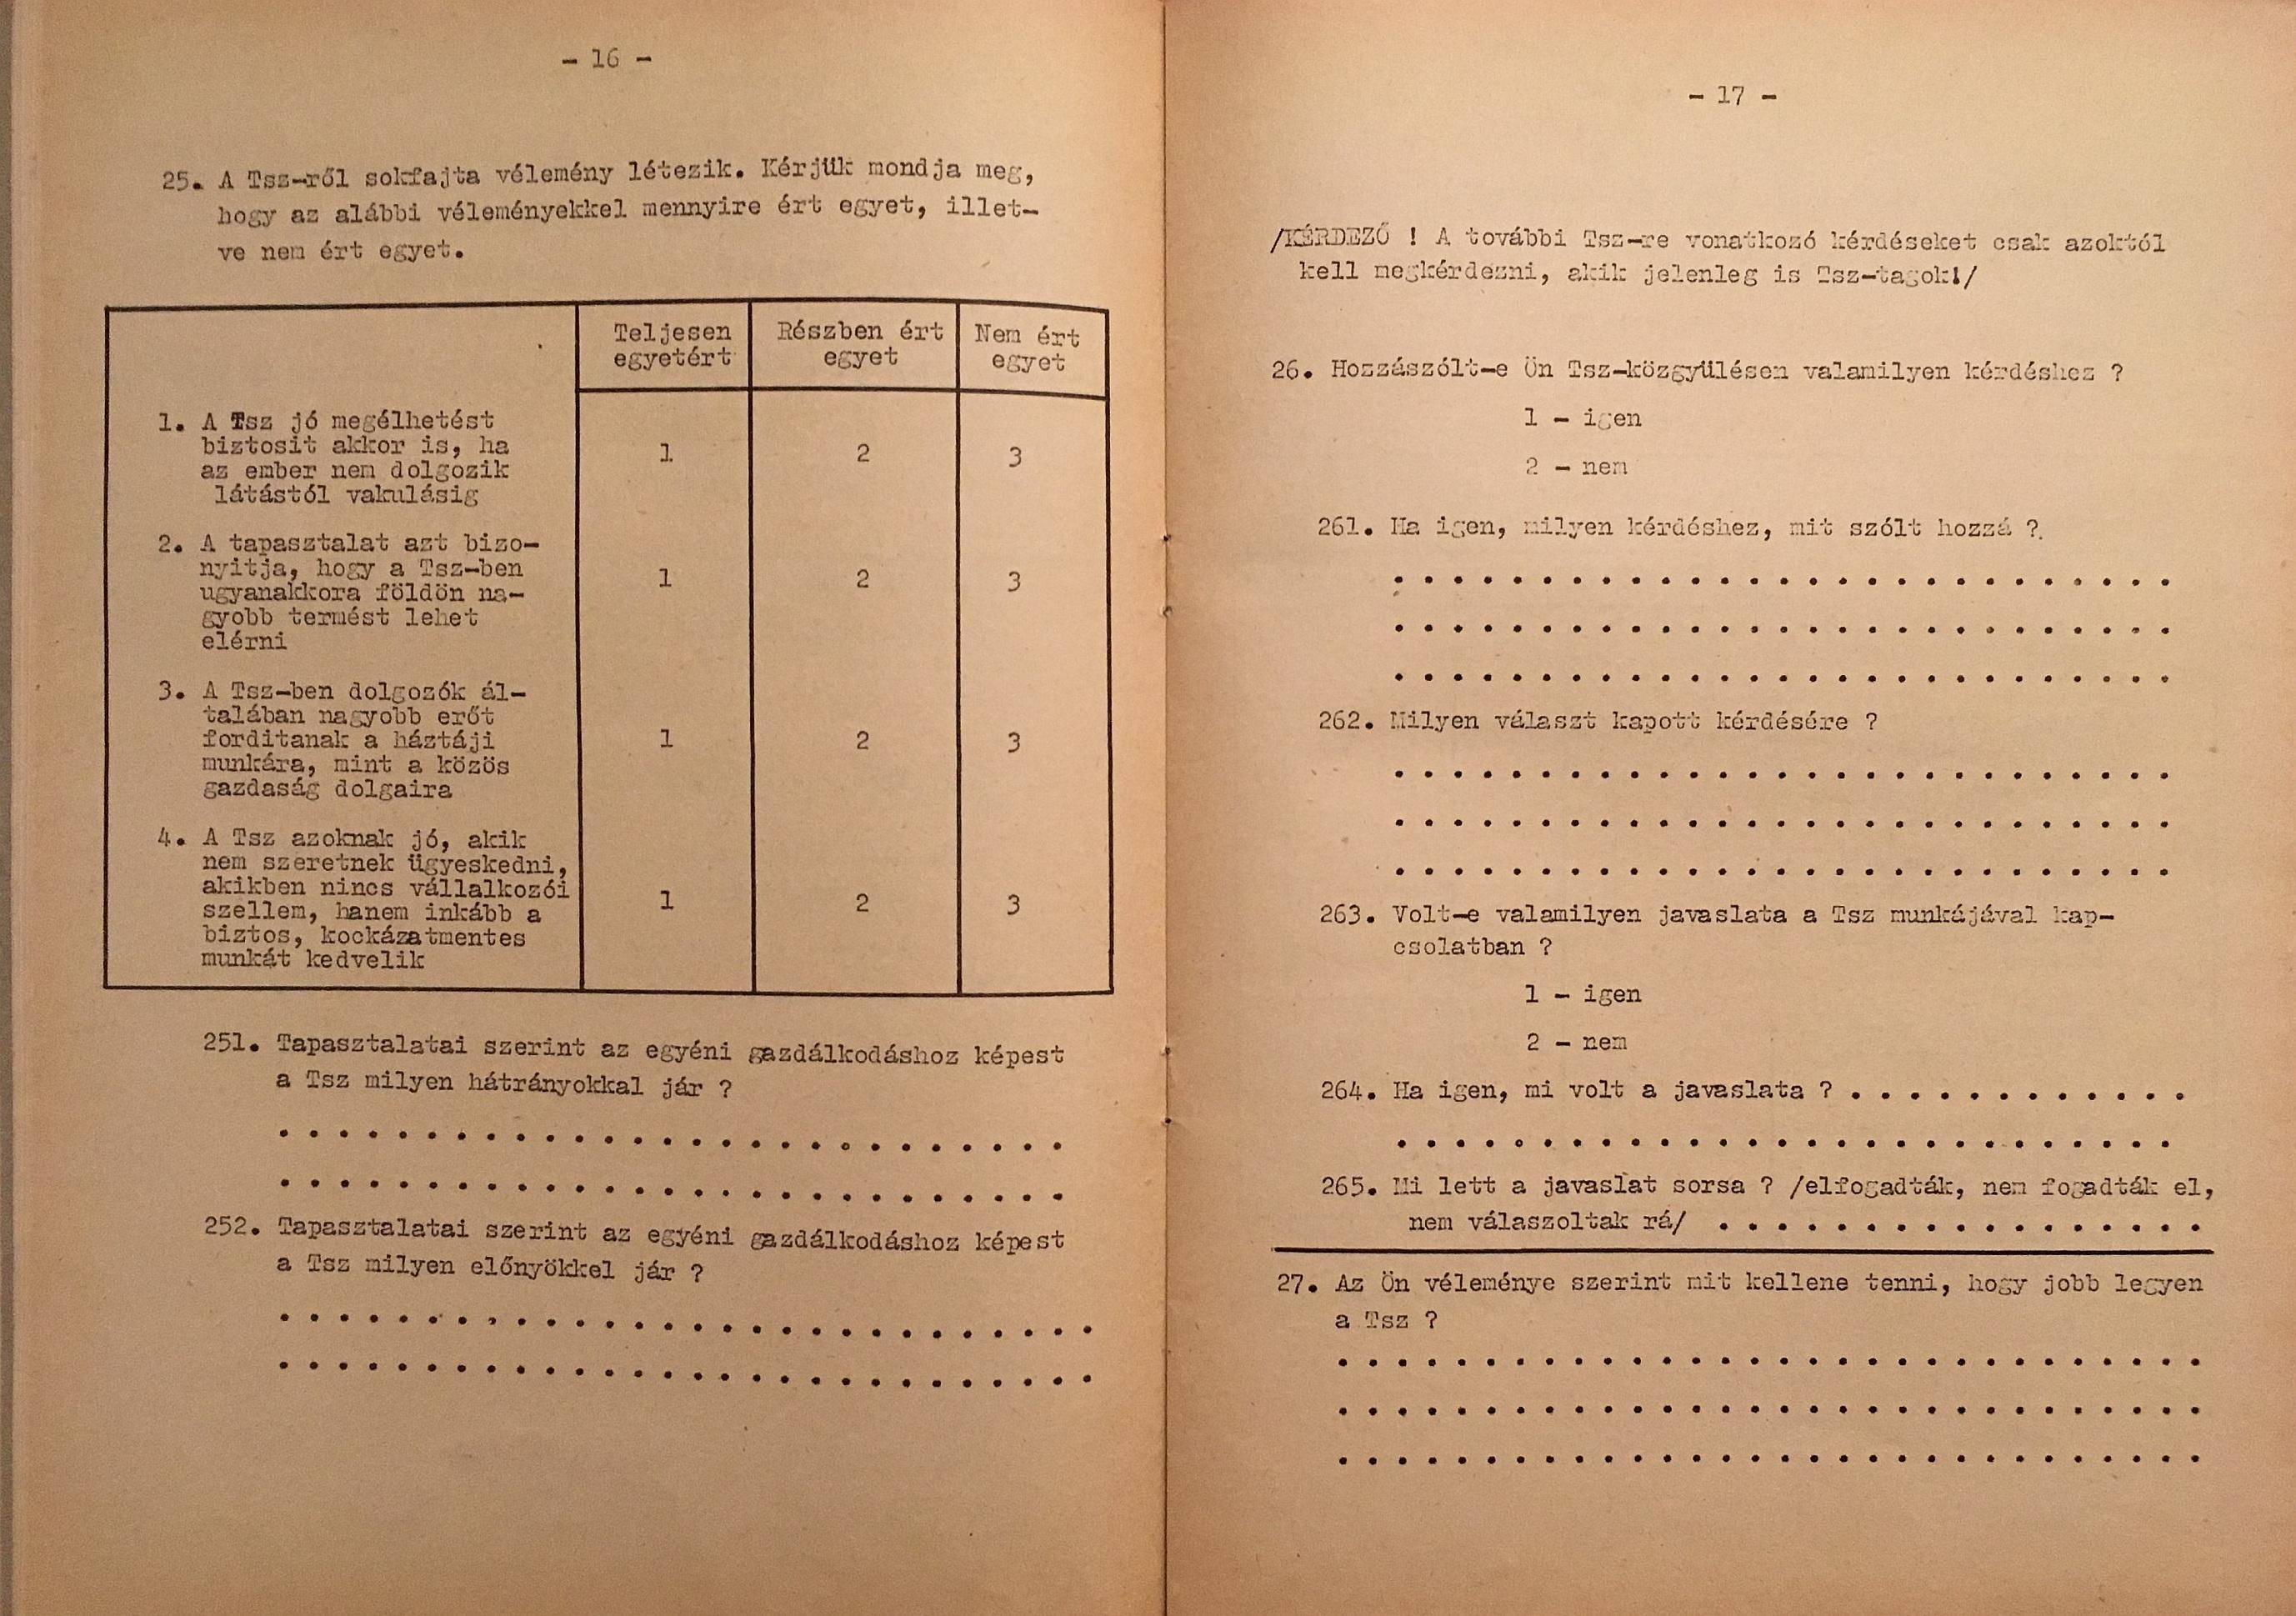 - 16 -
25. A Tsz-ről sokfajta vélemény létezik. Kérjük mondja meg,
hogy az alábbi véleményekkel mennyire ért egyet, illet-
ve nem ért egyet.
Teljesen egyetért
Részben ért egyet
Nem ért egyet
1. A Tsz jó megélhetést
biztosit akkor is, ha
az ember nem dolgozik
látástól vakulásig
1 2 3
2. A tapasztalat azt bizo-
nyitja, hogy a Tsz-ben
ugyanakkora földön na-
gyobb termést lehet
elérni
1 2 3
3. A Tsz-ben dolgozók ál-
talában nagyobb erőt
forditanak a háztáji
munkára, mint a közös
gazdaság dolgaira
1 2 3
4. A Tsz azoknak jó, akik
nem szeretnek ügyeskedni,
akikben nincs vállalkozói
szellem, hanem inkább a
biztos, kockázatmentes
munkát kedvelik
1 2 3
251. Tapasztalatai szerint az egyéni gazdálkodáshoz képest
a Tsz milyen hátrányokkal jár ?
. . . . . . . . . . . . . . . . . . . . . . . . . . .
. . . . . . . . . . . . . . . . . . . . . . . . . . .
252. Tapasztalatai szerint az egyéni gazdálkodáshoz képest
a Tsz milyen előnyökkel jár ?
. . . . . . . . . . . . . . . . . . . . . . . . . . . .
. . . . . . . . . . . . . . . . . . . . . . . . . . . .
- 17 -
/KÉRDEZŐ ! A további Tsz-re vonatkozó kérdéseket csak azoktól
kell megkérdezni, akik jelenleg is Tsz-tagok!/
26. Hozzászólt-e Ön Tsz-közgyülésen valamilyen kérdéshez ?
1 - igen
2 - nem
261. Ha igen, milyen kérdéshez, mit szólt hozzá ?
. . . . . . . . . . . . . . . . . . . . . . . . . . .
. . . . . . . . . . . . . . . . . . . . . . . . . . .
. . . . . . . . . . . . . . . . . . . . . . . . . . .
262. Milyen választ kapott kérdésére ?
. . . . . . . . . . . . . . . . . . . . . . . . . . .
. . . . . . . . . . . . . . . . . . . . . . . . . . .
. . . . . . . . . . . . . . . . . . . . . . . . . . .
263. Volt-e valamilyen javaslata a Tsz munkájával kap-
csolatban ?
1 - igen
2 - nem
264. Ha igen, mi volt a javaslata ? . . . . . . . . . . . .
. . . . . . . . . . . . . . . . . . . . . . . . . . .
265. Mi lett a javaslat sorsa ? /elfogadták, nem fogadták el,
nem válaszoltak rá/ . . . . . . . . . . . . . . . . .
27. Az Ön véleménye szerint mit kellene tenni, hogy jobb legyen
a Tsz ?
. . . . . . . . . . . . . . . . . . . . . . . . . . . . . .
. . . . . . . . . . . . . . . . . . . . . . . . . . . . . .
. . . . . . . . . . . . . . . . . . . . . . . . . . . . . .